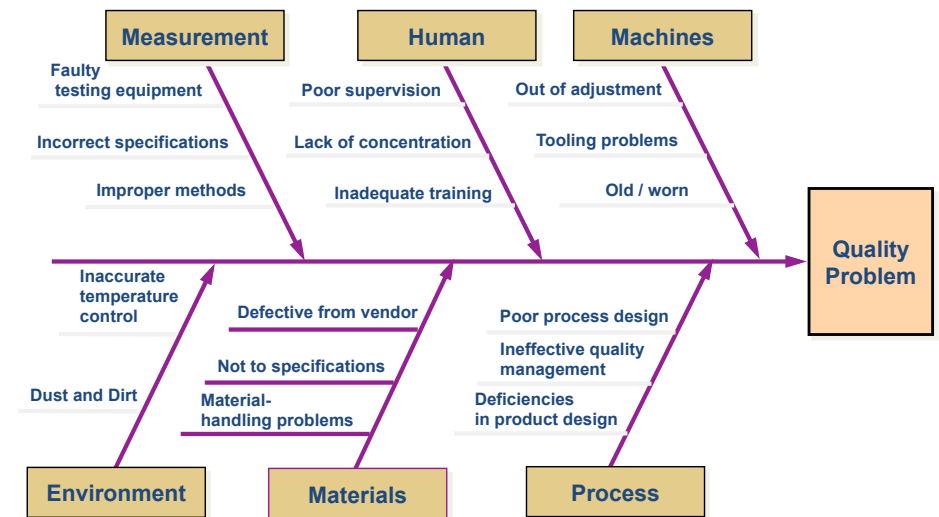 Measurement
Human
Machines
Faulty
testing equipment
Poor supervision
Out of adjustment
Incorrect specifications
Lack of concentration
Tooling problems
Improper methods
Inadequate training
Old / worn
Quality
Problem
Inaccurate
temperature
control
Defective from vendor
Poor process design
Not to specifications
Ineffective quality
management
Dust and Dirt
Material-
handling problems
Deficiencies
in product design
Environment
Materials
Process